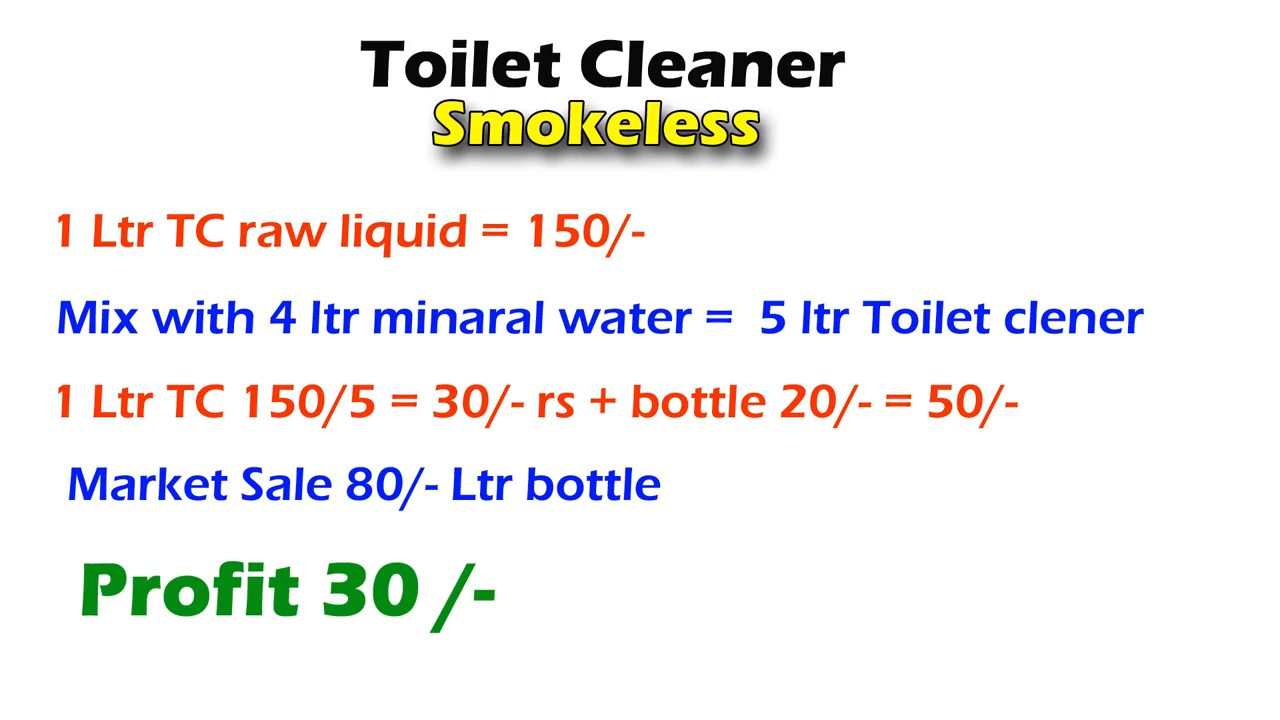 Toilet Cleaner
Smokeless
1 Ltr TC raw liquid = 150/-
Mix with 4 ltr minaral water = 5 ltr Toilet clener
1 Ltr TC 150/5 = 30/- rs + bottle 20/- = 50/-
Market Sale 80/- Ltr bottle
Profit 30 /-